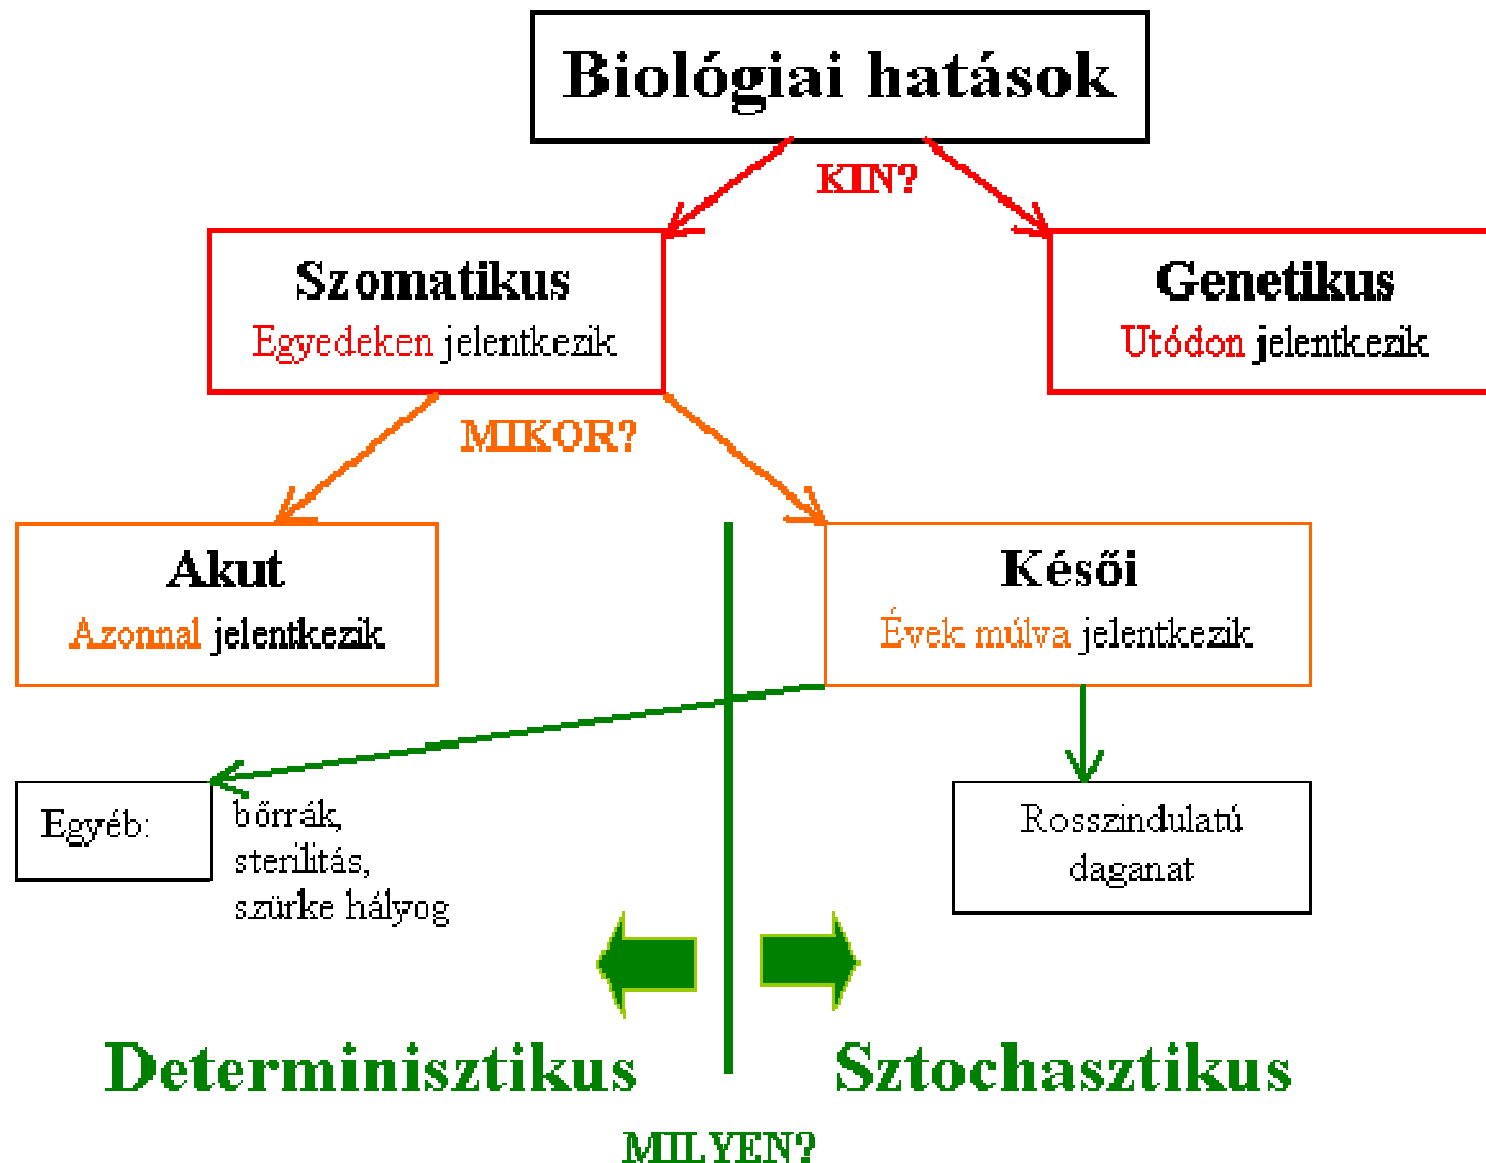 Biológiai hatások
KIN?
Szomatikus
Egyedeken jelentkezik
Genetikus
Utódon jelentkezik
MIKOR?
Akut
Azonnal jelentkezik
Késői
Évek múlva jelentkezik
Egyéb:
bőrrák,
sterilitás,
szürke hályog
Rosszindulatú
daganat
Determinisztikus
Sztochasztikus
MILYEN?